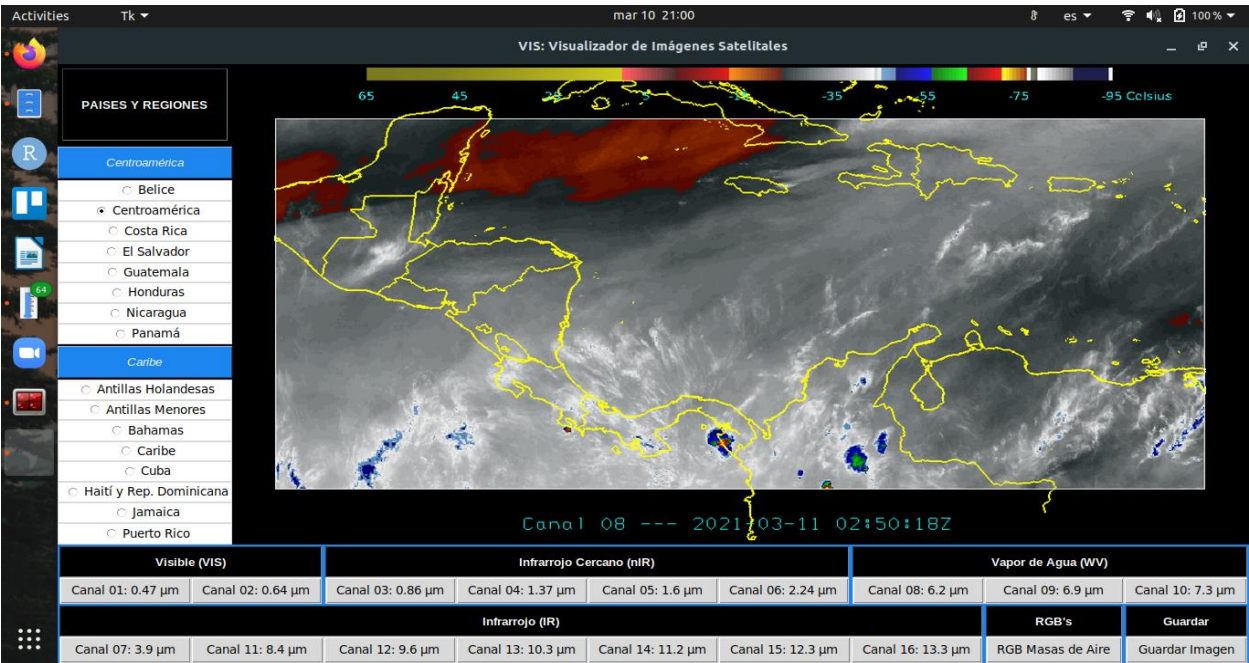 Activities Tk mar 10 21:00 es 100 %
VIS: Visualizador de Imágenes Satelitales
65 45 -35 -55 -75 -95 Celsius
PAISES Y REGIONES
Centroamérica
Belice
Centroamérica
Costa Rica
El Salvador
Guatemala
Honduras
Nicaragua
Panamá
Caribe
Antillas Holandesas
Antillas Menores
Bahamas
Caribe
Cuba
Haití y Rep. Dominicana
Jamaica
Puerto Rico
R
64
Canal 08 --- 2021-03-11 02:50:18Z
Visible (VIS) Infrarrojo Cercano (nIR) Vapor de Agua (WV)
Canal 01: 0.47 µm Canal 02: 0.64 µm Canal 03: 0.86 µm Canal 04: 1.37 µm Canal 05: 1.6 µm Canal 06: 2.24 µm Canal 08: 6.2 µm Canal 09: 6.9 µm Canal 10: 7.3 µm
Infrarrojo (IR) RGB's Guardar
Canal 07: 3.9 µm Canal 11: 8.4 µm Canal 12: 9.6 µm Canal 13: 10.3 µm Canal 14: 11.2 µm Canal 15: 12.3 µm Canal 16: 13.3 µm RGB Masas de Aire Guardar Imagen